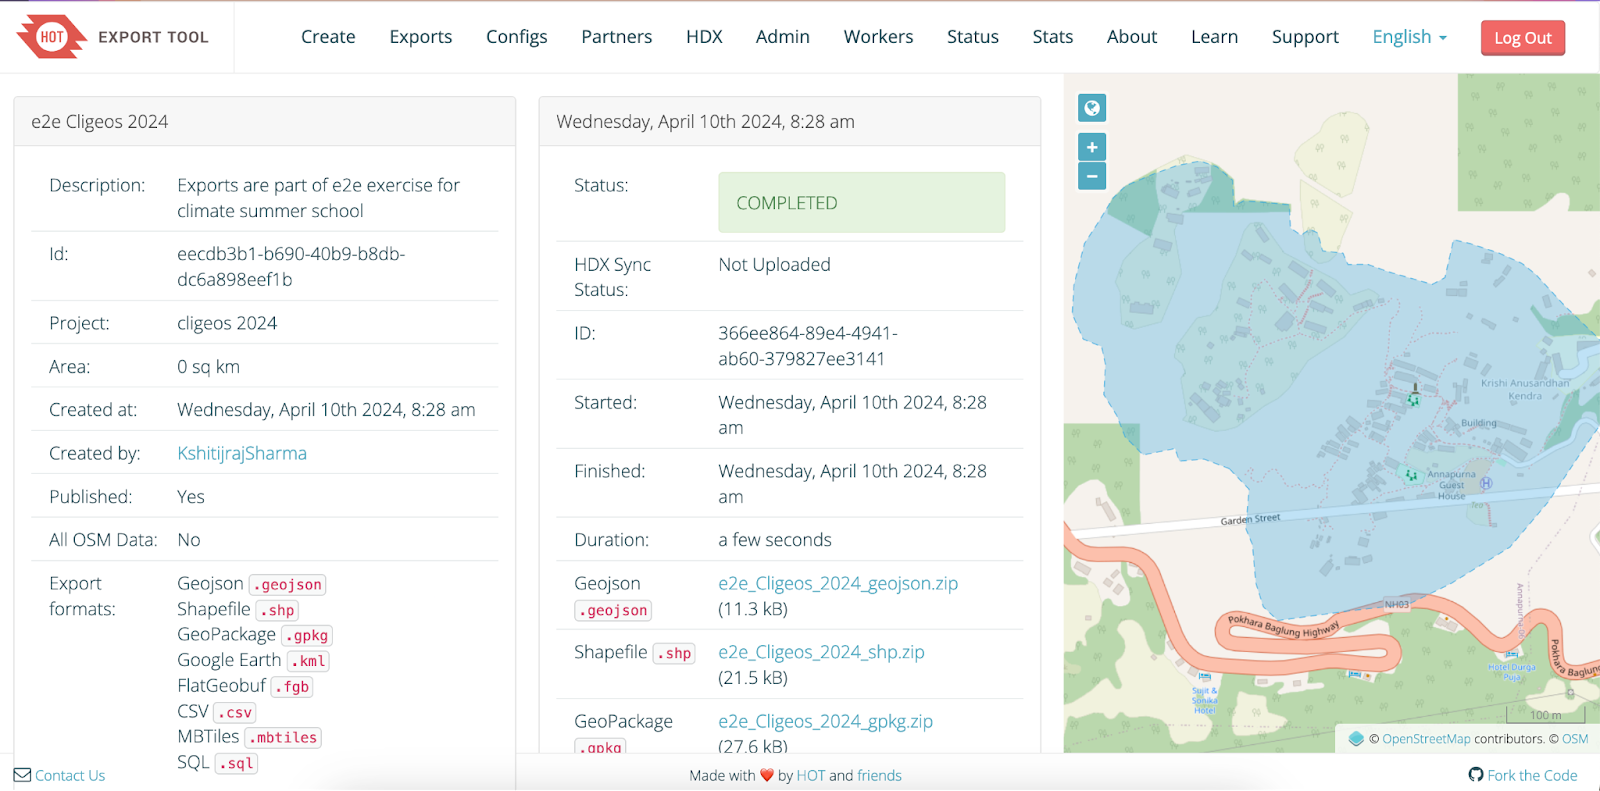 HOT EXPORT TOOL
Create Exports Configs Partners HDX Admin Workers Status Stats About Learn Support English Log Out
e2e Cligeos 2024
Description: Exports are part of e2e exercise for
climate summer school
Id: eecdb3b1-b690-40b9-b8db-
dc6a898eef1b
Project: cligeos 2024
Area: 0 sq km
Created at: Wednesday, April 10th 2024, 8:28 am
Created by: KshitijrajSharma
Published: Yes
All OSM Data: No
Export
formats:
Geojson .geojson
Shapefile .shp
GeoPackage .gpkg
Google Earth .kml
FlatGeobuf .fgb
CSV .csv
MBTiles .mbtiles
SQL .sql
Wednesday, April 10th 2024, 8:28 am
Status: COMPLETED
HDX Sync
Status:
Not Uploaded
ID: 366ee864-89e4-4941-
ab60-379827ee3141
Started: Wednesday, April 10th 2024, 8:28
am
Finished: Wednesday, April 10th 2024, 8:28
am
Duration: a few seconds
Geojson
.geojson
e2e_Cligeos_2024_geojson.zip
(11.3 kB)
Shapefile .shp
e2e_Cligeos_2024_shp.zip
(21.5 kB)
GeoPackage
.gpkg
e2e_Cligeos_2024_gpkg.zip
(27.6 kB)
+
−
Krishi Anusandhan
Kendra
Building
Annapurna
Guest
House
Tea
Garden Street
NH03
Pokhara Baglung Highway
Pokhara Baglung
Hotel Durga
Puja
Sujit &
Sonika
Hotel
100 m
© OpenStreetMap contributors. © OSM
Contact Us
Made with ❤ by HOT and friends
Fork the Code